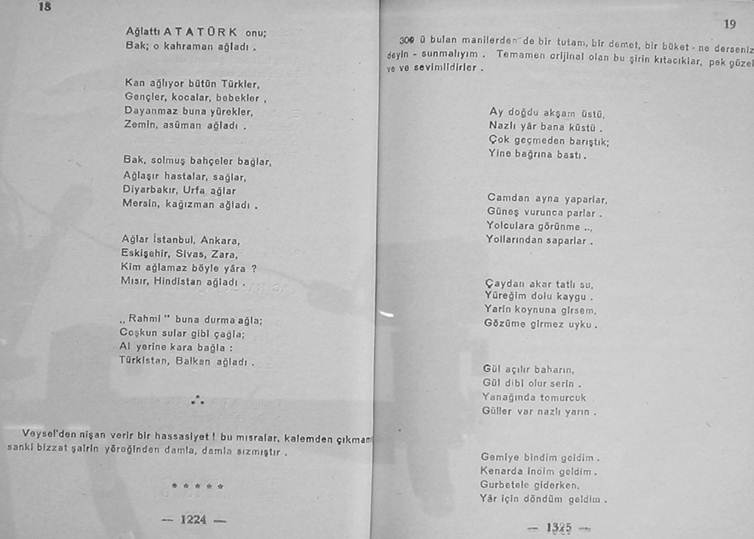 18
Ağlattı ATATÜRK onu;
Bak; o kahraman ağladı .
Kan ağlıyor bütün Türkler,
Gençler, kocalar, bebekler ,
Dayanmaz buna yürekler,
Zemin, asüman ağladı .
Bak, solmuş bahçeler bağlar,
Ağlaşır hastalar, sağlar,
Diyarbakır, Urfa ağlar
Mersin, kağızman ağladı .
Ağlar İstanbul, Ankara,
Eskişehir, Sivas, Zara,
Kim ağlamaz böyle yâra ?
Mısır, Hindistan ağladı .
,, Rahmi " buna durma ağla;
Coşkun sular gibi çağla;
Al yerine kara bağla :
Türkistan, Balkan ağladı .
Veysel'den nişan verir bir hassasiyet ! bu mısralar, kalemden çıkmamış
sanki bizzat şairin yüreğinden damla, damla sızmıştır .
* * * * *
— 1224 —
19
300 ü bulan manilerden de bir tutam, bir demet, bir büket - ne derseniz
deyin - sunmalıyım . Temamen orijinal olan bu şirin kıtacıklar, pek güzel
ve ve sevimlidirler .
Ay doğdu akşam üstü,
Nazlı yâr bana küstü .
Çok geçmeden barıştık;
Yine bağrına bastı .
Camdan ayna yaparlar,
Güneş vurunca parlar .
Yolculara görünme ..,
Yollarından saparlar .
Çaydan akar tatlı su,
Yüreğim dolu kaygu .
Yarin koynuna girsem,
Gözüme girmez uyku .
Gül açılır baharın,
Gül dibi olur serin .
Yanağında tomurcuk
Güller var nazlı yarın .
Gemiye bindim geldim .
Kenarda indim geldim .
Gurbetele giderken,
Yâr için döndüm geldim .
— 1325 —